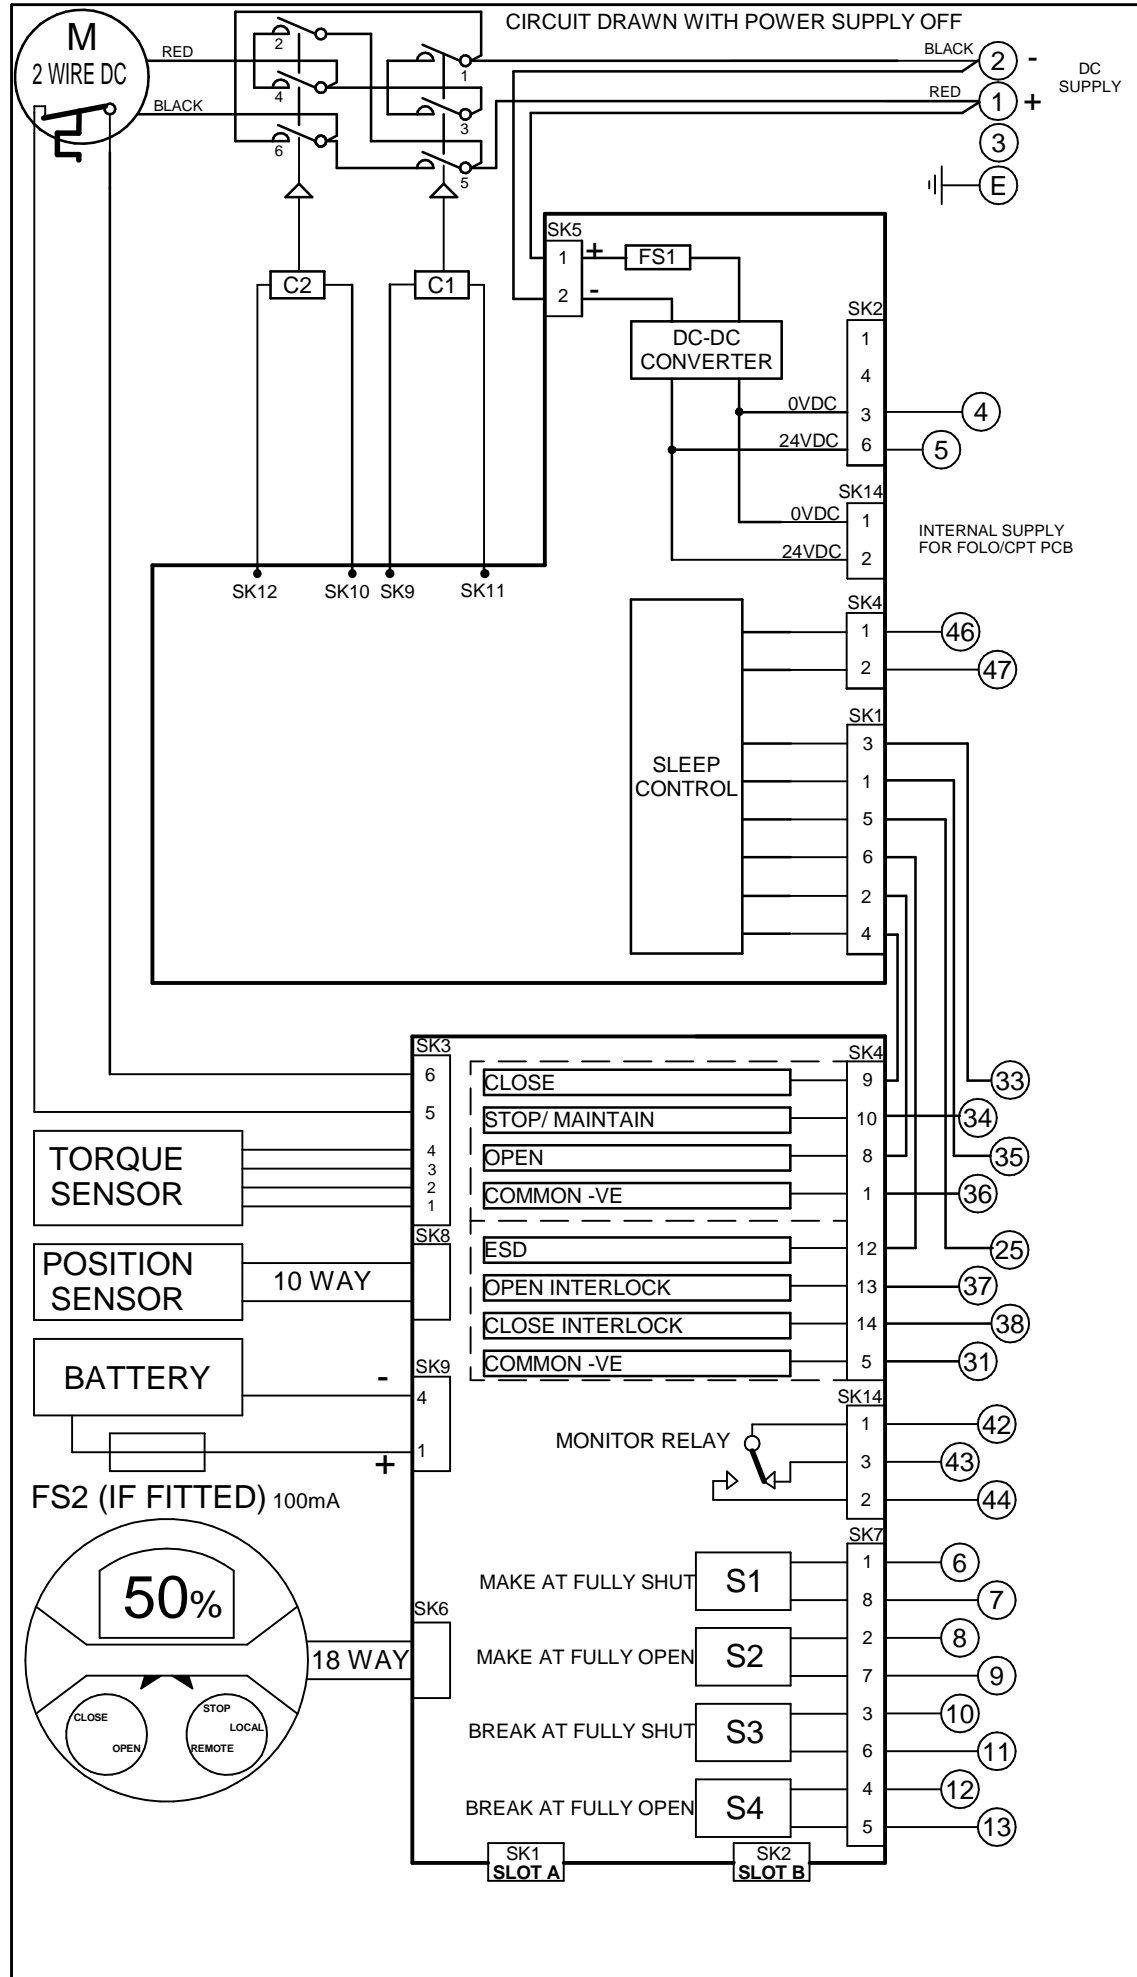 CIRCUIT DRAWN WITH POWER SUPPLY OFF
M
2 WIRE DC
RED
BLACK
2
4
6
1
3
5
BLACK
2 -
RED
1 +
DC
SUPPLY
3
E
C2
C1
SK12
SK10
SK9
SK11
SK5
1 +
2 -
FS1
DC-DC
CONVERTER
SK2
1
4
0VDC 3 4
24VDC 6 5
SK14
0VDC 1
24VDC 2
INTERNAL SUPPLY
FOR FOLO/CPT PCB
SLEEP
CONTROL
SK4
1 46
2 47
SK1
3
1
5
6
2
4
SK3
6
5
4
3
2
1
TORQUE
SENSOR
SK8
POSITION
SENSOR
10 WAY
SK9
BATTERY
- 4
+ 1
FS2 (IF FITTED) 100mA
50%
CLOSE
OPEN
STOP
LOCAL
REMOTE
18 WAY
SK6
SK4
CLOSE 9 33
STOP/ MAINTAIN 10 34
OPEN 8 35
COMMON -VE 1 36
ESD 12 25
OPEN INTERLOCK 13 37
CLOSE INTERLOCK 14 38
COMMON -VE 5 31
SK14
MONITOR RELAY
1 42
3 43
2 44
SK7
MAKE AT FULLY SHUT S1
1 6
8 7
MAKE AT FULLY OPEN S2
2 8
7 9
BREAK AT FULLY SHUT S3
3 10
6 11
BREAK AT FULLY OPEN S4
4 12
5 13
SK1
SLOT A
SK2
SLOT B